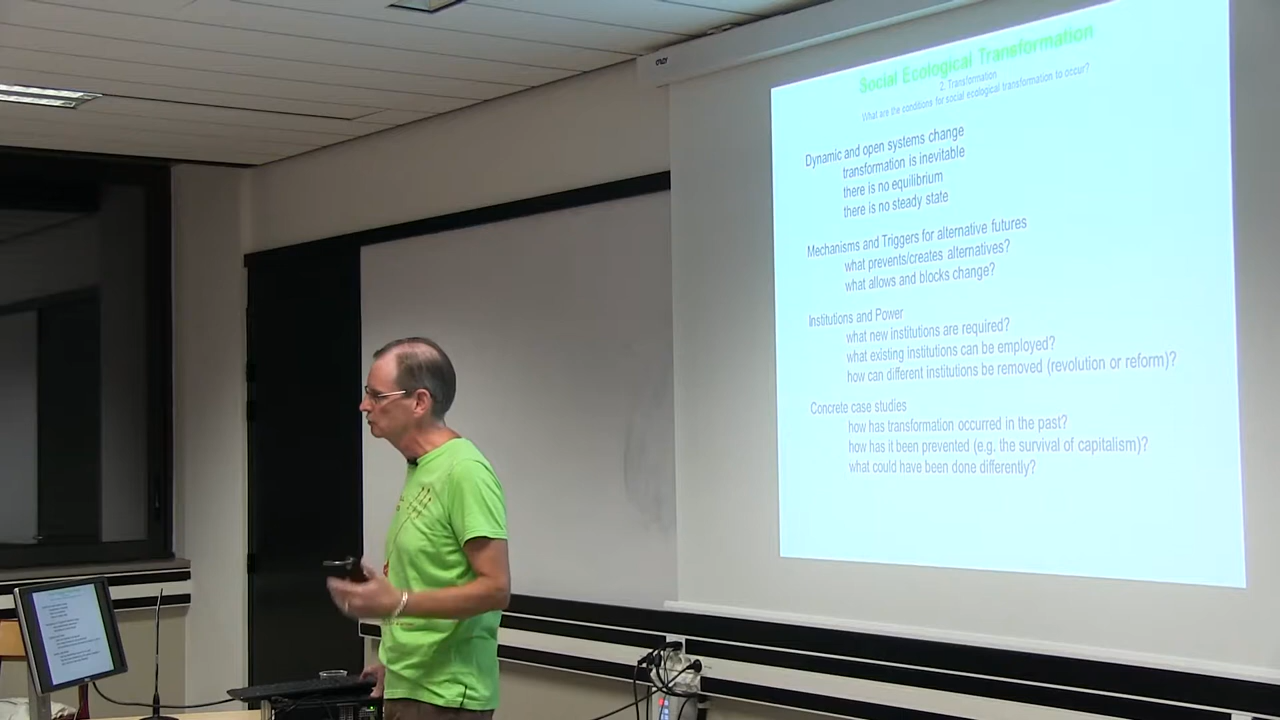 Social Ecological Transformation
2. Transformation
What are the conditions for social ecological transformation to occur?
Dynamic and open systems change
transformation is inevitable
there is no equilibrium
there is no steady state
Mechanisms and Triggers for alternative futures
what prevents/creates alternatives?
what allows and blocks change?
Institutions and Power
what new institutions are required?
what existing institutions can be employed?
how can different institutions be removed (revolution or reform)?
Concrete case studies
how has transformation occurred in the past?
how has it been prevented (e.g. the survival of capitalism)?
what could have been done differently?